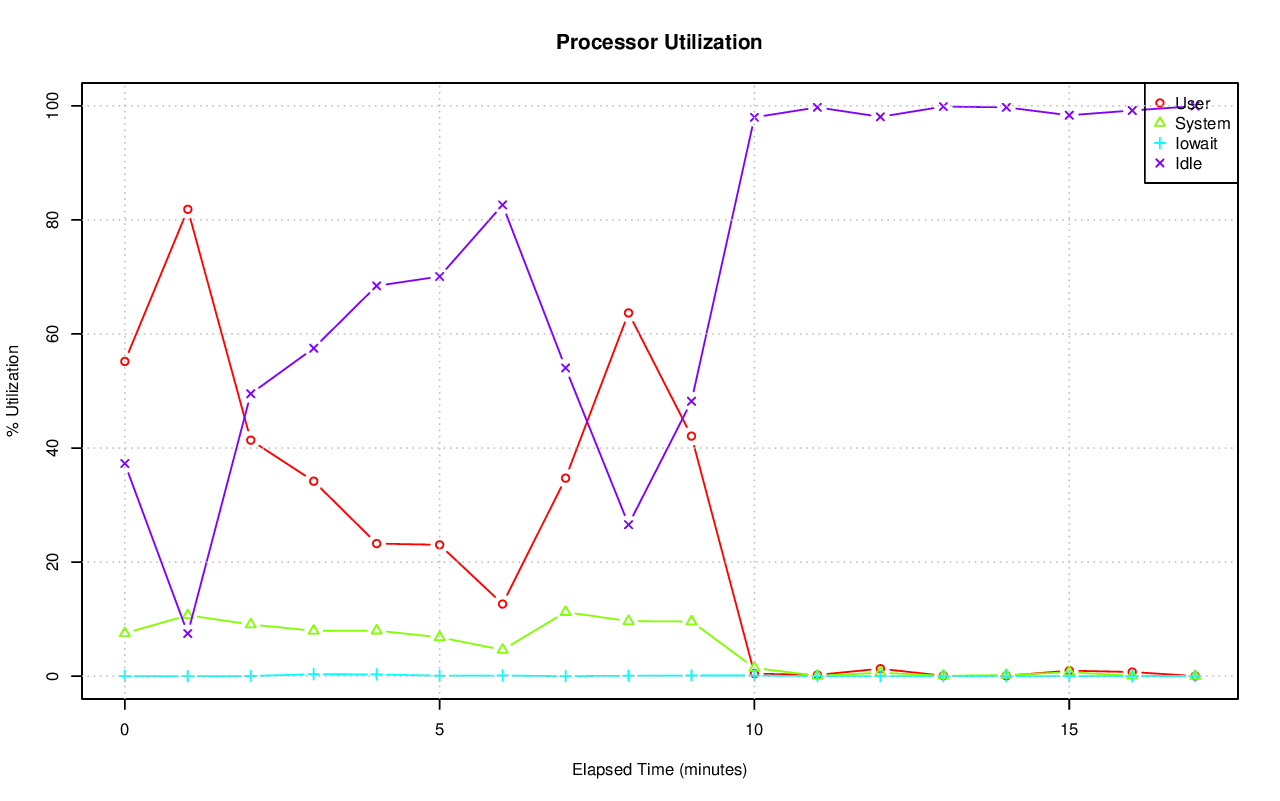 Processor Utilization
% Utilization
100
80
60
40
20
0
User
System
Iowait
Idle
0 5 10 15
Elapsed Time (minutes)